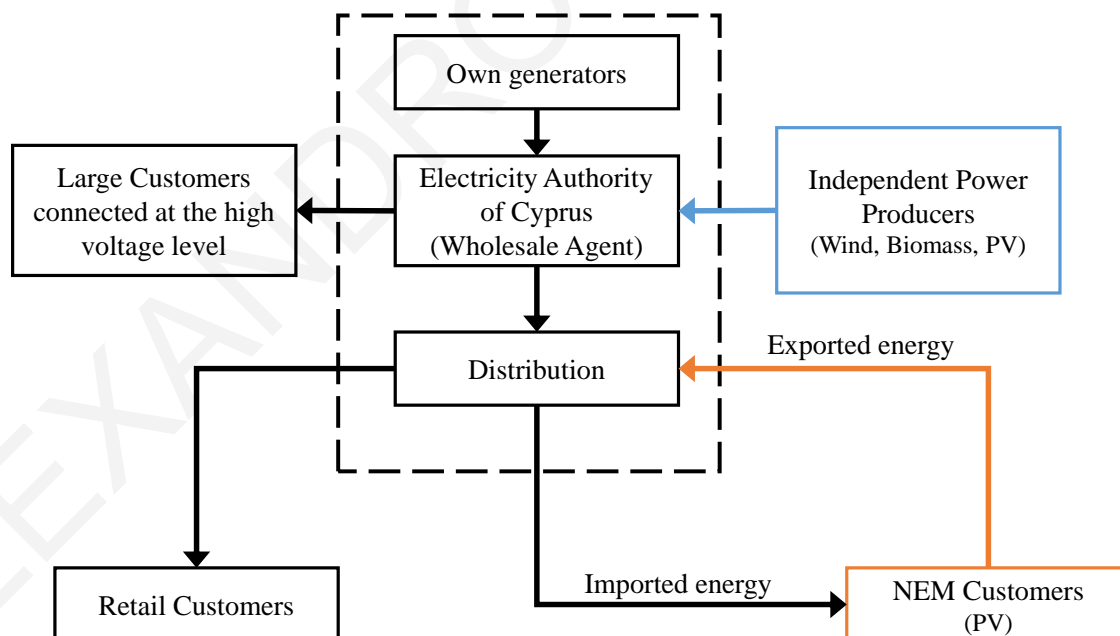 Own generators
Large Customers
connected at the high
voltage level
Electricity Authority
of Cyprus
(Wholesale Agent)
Independent Power
Producers
(Wind, Biomass, PV)
Distribution
Exported energy
Imported energy
Retail Customers
NEM Customers
(PV)